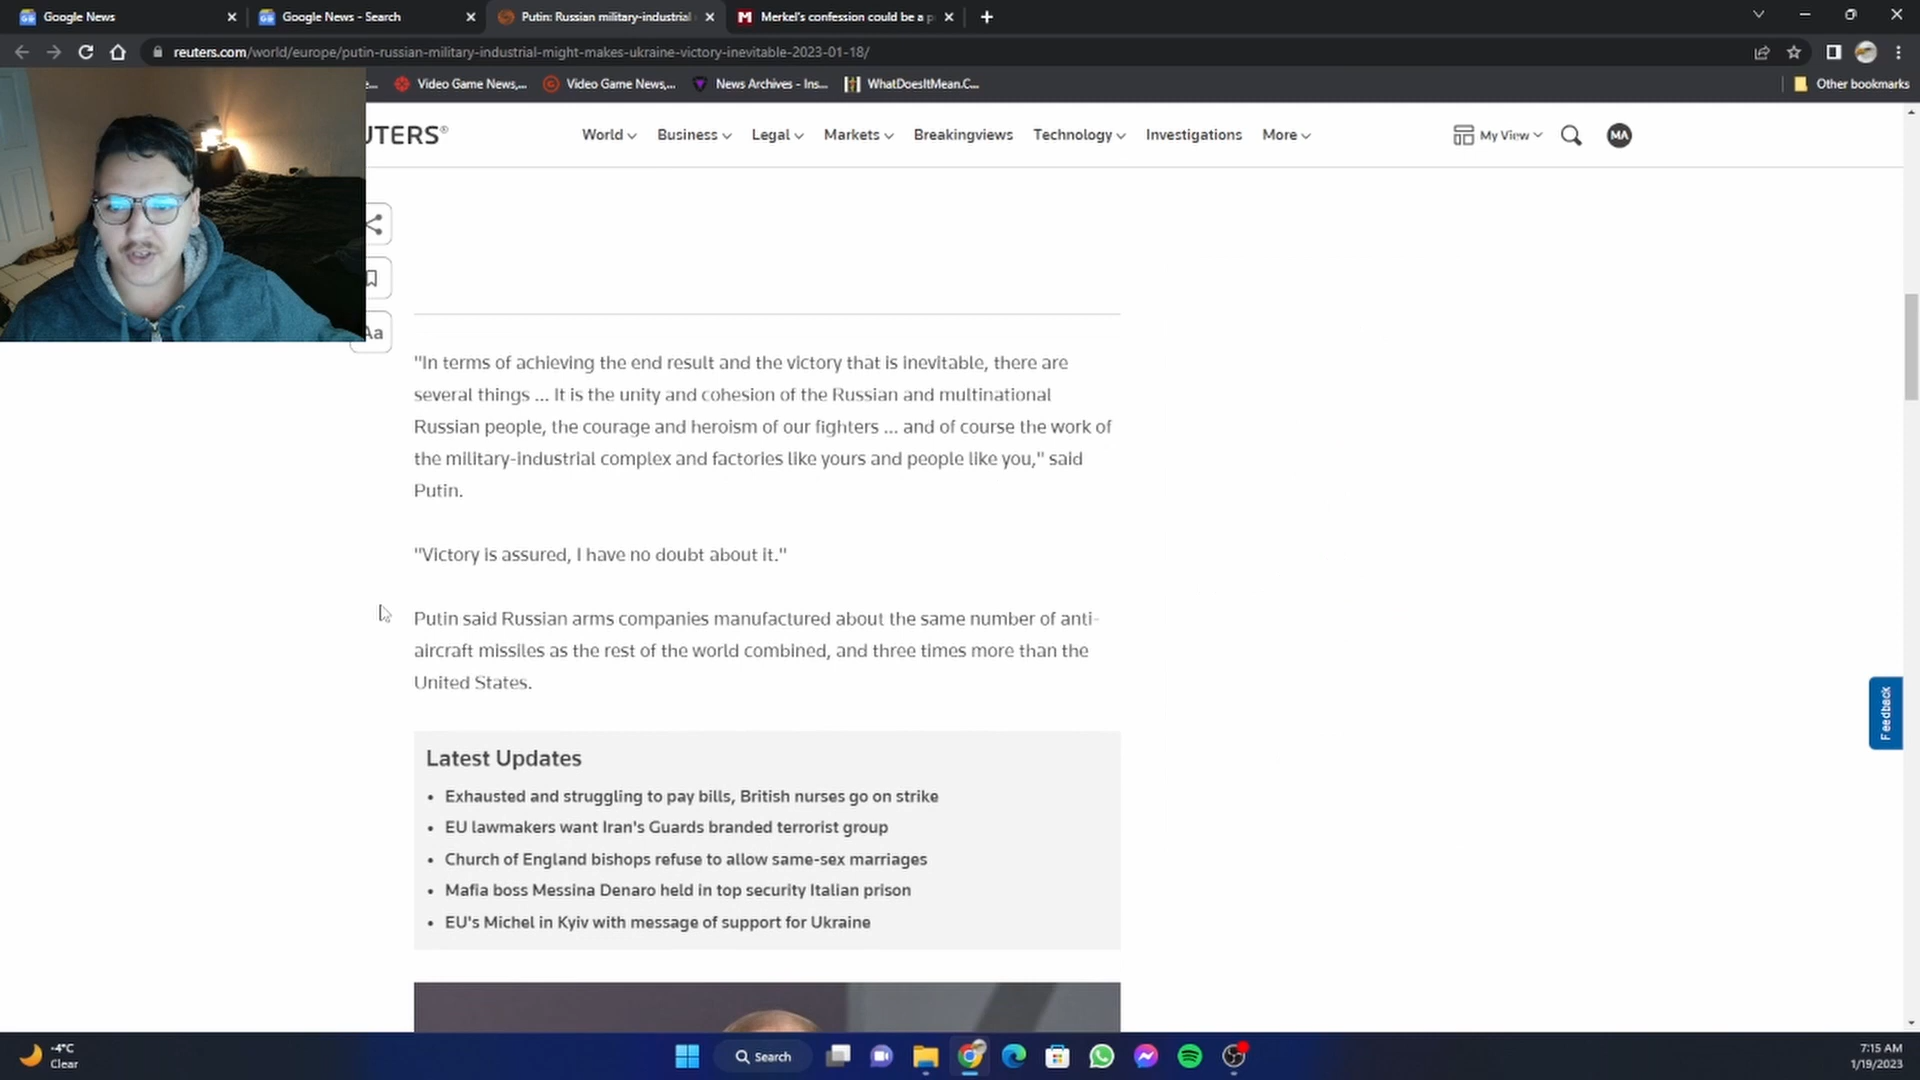 Google News
Google News - Search
Putin: Russian military-industrial
Merkel's confession could be a p
reuters.com/world/europe/putin-russian-military-industrial-might-makes-ukraine-victory-inevitable-2023-01-18/
e...
Video Game News,...
Video Game News,...
News Archives - Ins...
WhatDoesItMean.C...
Other bookmarks
UTERS®
World
Business
Legal
Markets
Breakingviews
Technology
Investigations
More
My View
MA
Aa
"In terms of achieving the end result and the victory that is inevitable, there are
several things ... It is the unity and cohesion of the Russian and multinational
Russian people, the courage and heroism of our fighters ... and of course the work of
the military-industrial complex and factories like yours and people like you," said
Putin.
"Victory is assured, I have no doubt about it."
Putin said Russian arms companies manufactured about the same number of anti-
aircraft missiles as the rest of the world combined, and three times more than the
United States.
Feedback
Latest Updates
• Exhausted and struggling to pay bills, British nurses go on strike
• EU lawmakers want Iran's Guards branded terrorist group
• Church of England bishops refuse to allow same-sex marriages
• Mafia boss Messina Denaro held in top security Italian prison
• EU's Michel in Kyiv with message of support for Ukraine
-4°C
Clear
Search
7:15 AM
1/19/2023